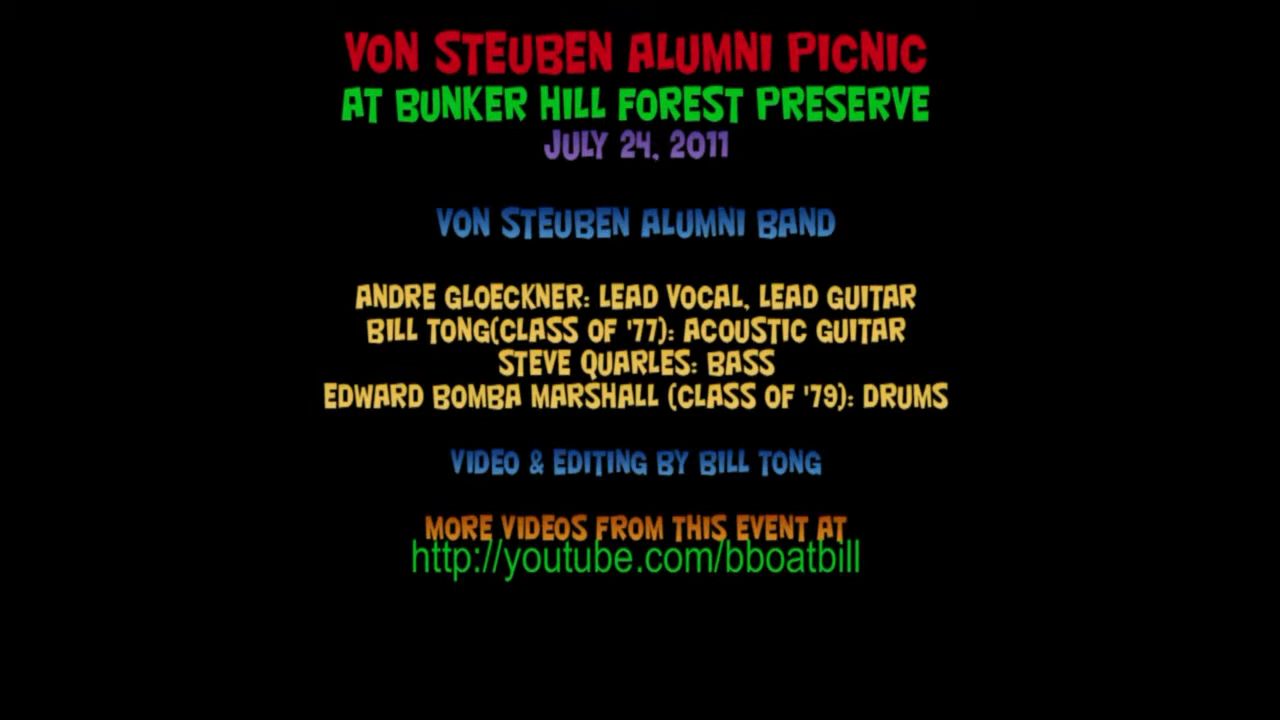 VON STEUBEN ALUMNI PICNIC
AT BUNKER HILL FOREST PRESERVE
JULY 24, 2011
VON STEUBEN ALUMNI BAND
ANDRE GLOECKNER: LEAD VOCAL, LEAD GUITAR
BILL TONG(CLASS OF '77): ACOUSTIC GUITAR
STEVE QUARLES: BASS
EDWARD BOMBA MARSHALL (CLASS OF '79): DRUMS
VIDEO & EDITING BY BILL TONG
MORE VIDEOS FROM THIS EVENT AT
http://youtube.com/bboatbill